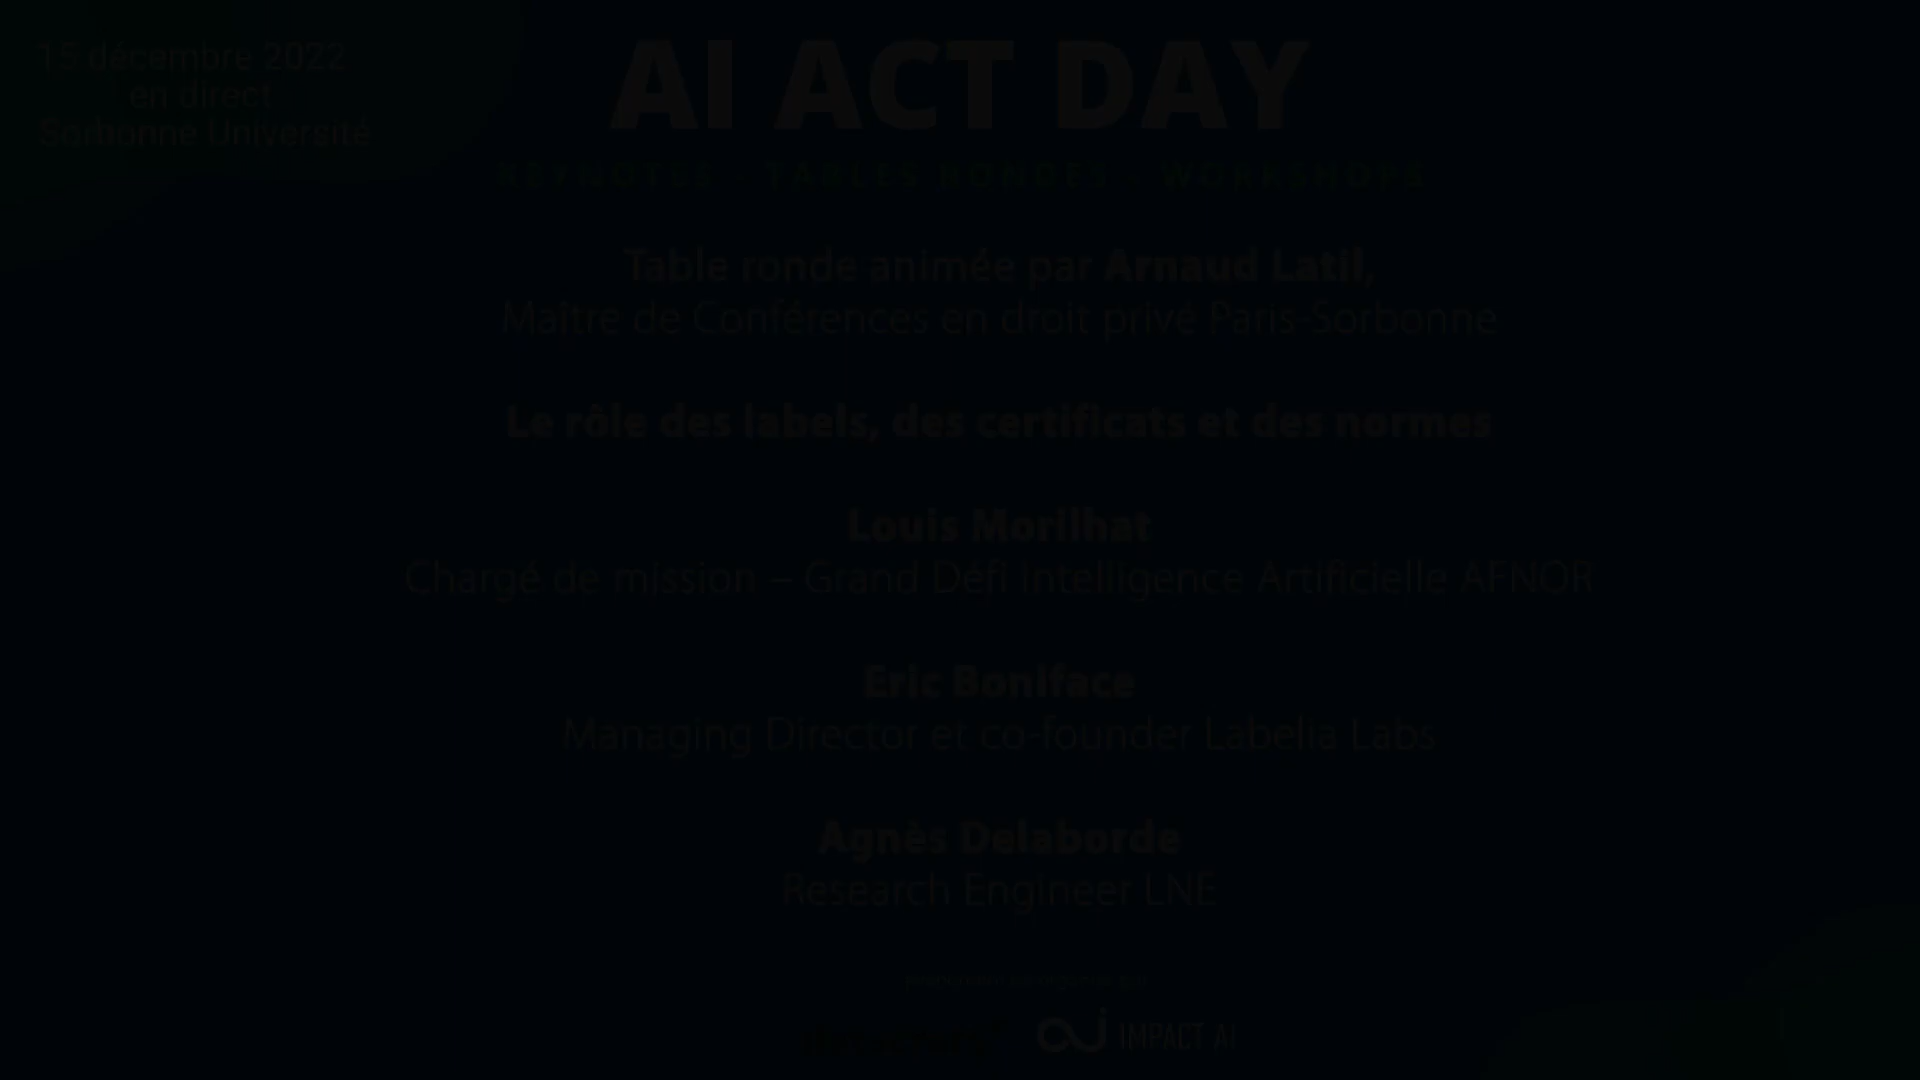 15 décembre 2022
en direct
Sorbonne Université
AI ACT DAY
KEYNOTES - TABLES RONDES - WORKSHOPS
Table ronde animée par Arnaud Latil,
Maître de Conférences en droit privé Paris-Sorbonne
Le rôle des labels, des certificats et des normes
Louis Morilhat
Chargé de mission – Grand Défi Intelligence Artificielle AFNOR
Eric Boniface
Managing Director et co-founder Labelia Labs
Agnès Delaborde
Research Engineer LNE
IMPACT AI